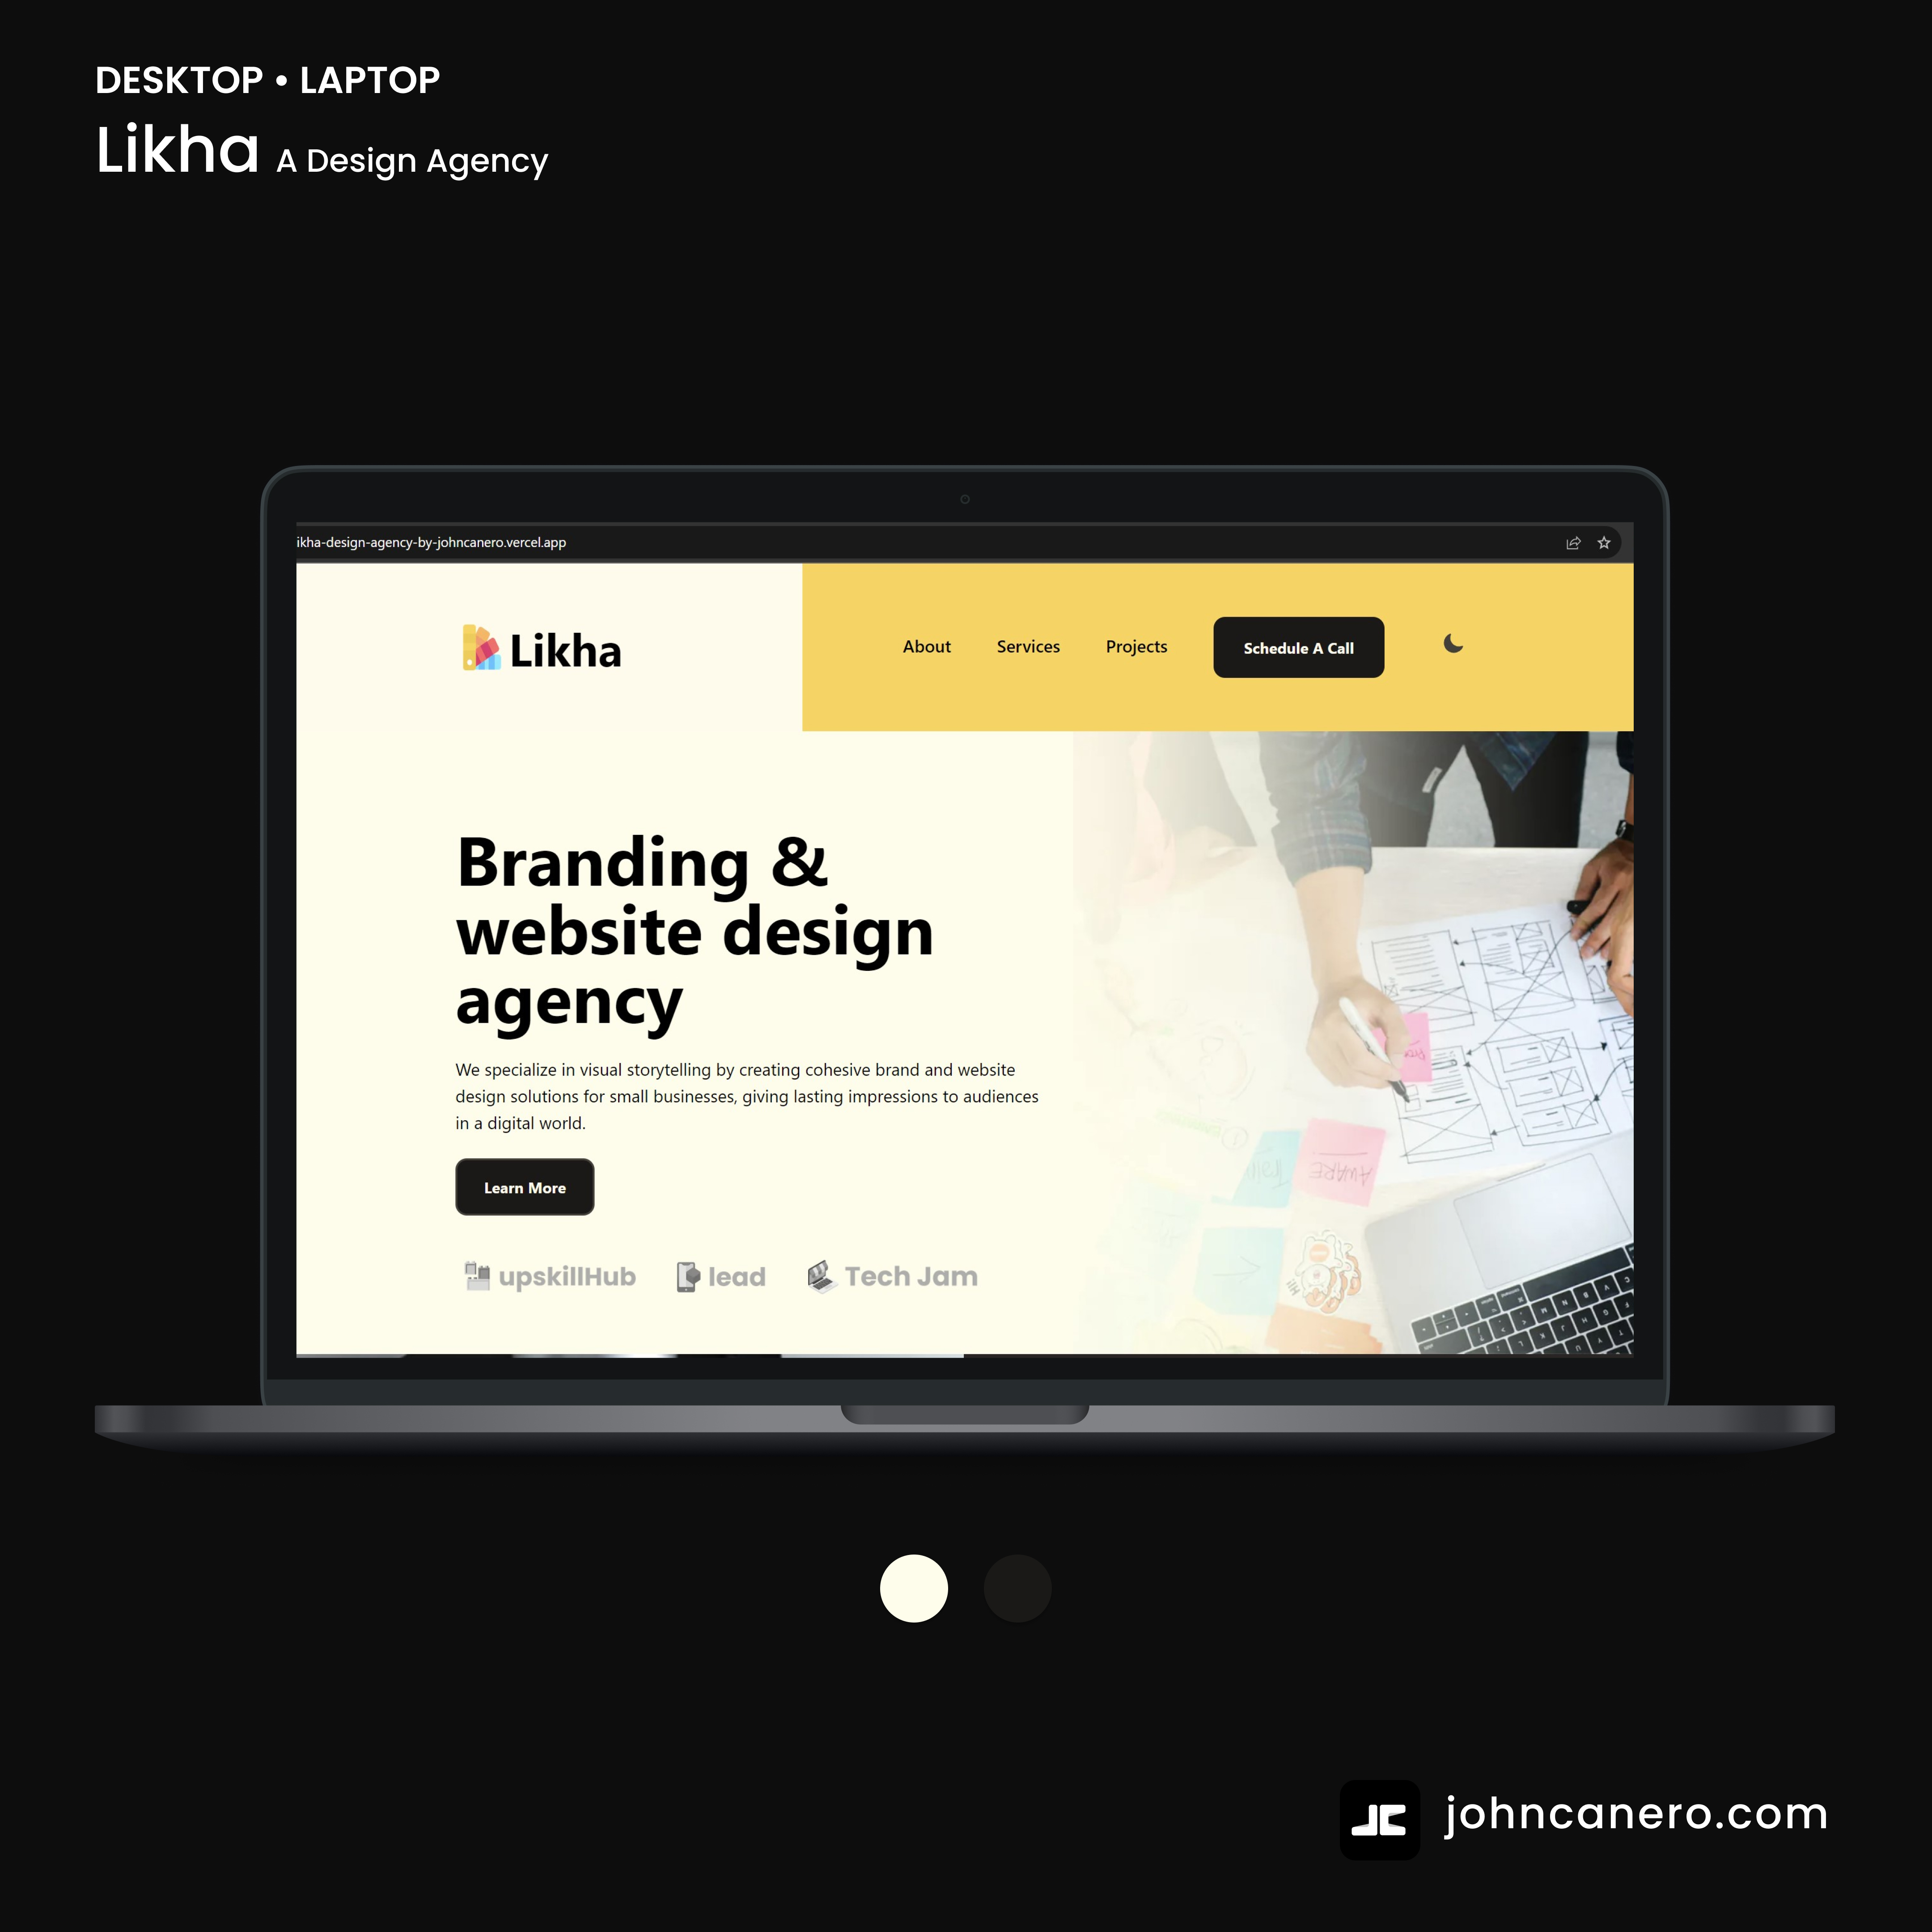 DESKTOP • LAPTOP
Likha A Design Agency
ikha-design-agency-by-johncanero.vercel.app
Likha
About Services Projects Schedule A Call
Branding &
website design
agency
We specialize in visual storytelling by creating cohesive brand and website
design solutions for small businesses, giving lasting impressions to audiences
in a digital world.
Learn More
upskillHub lead Tech Jam
AWARE
JC johncanero.com